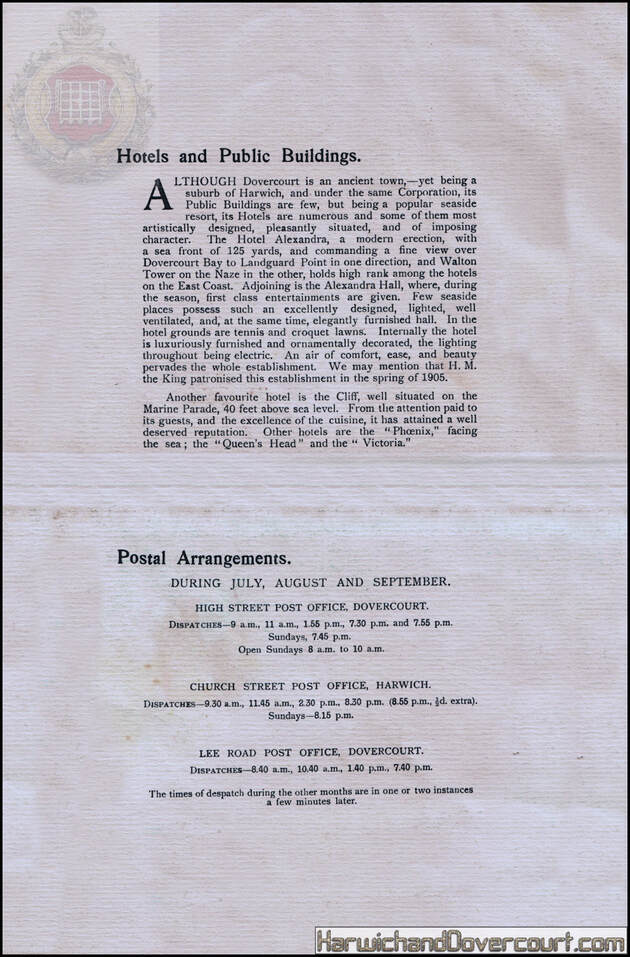 Hotels and Public Buildings.
ALTHOUGH Dovercourt is an ancient town,—yet being a
suburb of Harwich, and under the same Corporation, its
Public Buildings are few, but being a popular seaside
resort, its Hotels are numerous and some of them most
artistically designed, pleasantly situated, and of imposing
character. The Hotel Alexandra, a modern erection, with
a sea front of 125 yards, and commanding a fine view over
Dovercourt Bay to Landguard Point in one direction, and Walton
Tower on the Naze in the other, holds high rank among the hotels
on the East Coast. Adjoining is the Alexandra Hall, where, during
the season, first class entertainments are given. Few seaside
places possess such an excellently designed, lighted, well
ventilated, and, at the same time, elegantly furnished hall. In the
hotel grounds are tennis and croquet lawns. Internally the hotel
is luxuriously furnished and ornamentally decorated, the lighting
throughout being electric. An air of comfort, ease, and beauty
pervades the whole establishment. We may mention that H. M.
the King patronised this establishment in the spring of 1905.
Another favourite hotel is the Cliff, well situated on the
Marine Parade, 40 feet above sea level. From the attention paid to
its guests, and the excellence of the cuisine, it has attained a well
deserved reputation. Other hotels are the "Phœnix," facing
the sea; the "Queen's Head" and the "Victoria."
Postal Arrangements.
DURING JULY, AUGUST AND SEPTEMBER.
HIGH STREET POST OFFICE, DOVERCOURT.
DISPATCHES—9 a.m., 11 a.m., 1.55 p.m., 7.30 p.m. and 7.55 p.m.
Sundays, 7.45 p.m.
Open Sundays 8 a.m. to 10 a.m.
CHURCH STREET POST OFFICE, HARWICH.
DISPATCHES—9.30 a.m., 11.45 a.m., 2.30 p.m., 8.30 p.m. (8.55 p.m., ½d. extra).
Sundays—8.15 p.m.
LEE ROAD POST OFFICE, DOVERCOURT.
DISPATCHES—8.40 a.m., 10.40 a.m., 1.40 p.m., 7.40 p.m.
The times of despatch during the other months are in one or two instances
a few minutes later.
HarwichandDovercourt.com